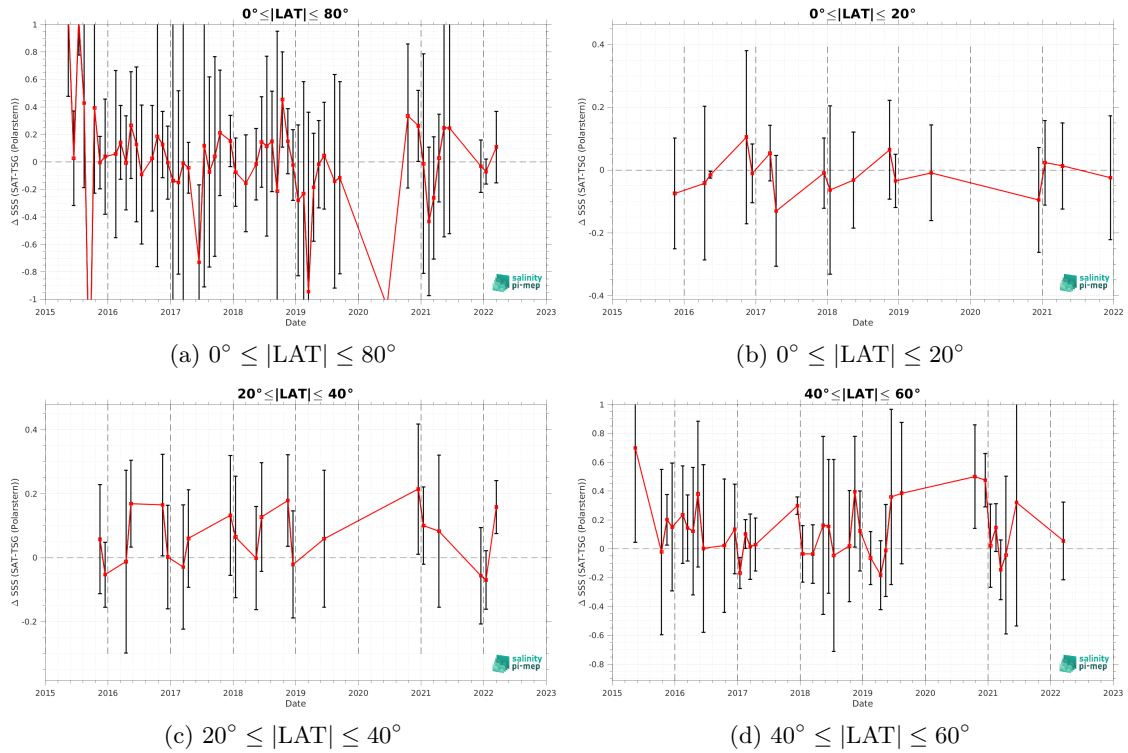 0°≤|LAT|≤ 80°
Δ SSS (SAT-TSG (Polarstern))
1
0.8
0.6
0.4
0.2
0
-0.2
-0.4
-0.6
-0.8
-1
2015 2016 2017 2018 2019 2020 2021 2022 2023
Date
salinity
pi-mep
(a) 0° ≤ |LAT| ≤ 80°
0°≤|LAT|≤ 20°
Δ SSS (SAT-TSG (Polarstern))
0.4
0.2
0
-0.2
-0.4
2015 2016 2017 2018 2019 2020 2021 2022
Date
salinity
pi-mep
(b) 0° ≤ |LAT| ≤ 20°
20°≤|LAT|≤ 40°
Δ SSS (SAT-TSG (Polarstern))
0.4
0.2
0
-0.2
2015 2016 2017 2018 2019 2020 2021 2022 2023
Date
salinity
pi-mep
(c) 20° ≤ |LAT| ≤ 40°
40°≤|LAT|≤ 60°
Δ SSS (SAT-TSG (Polarstern))
1
0.8
0.6
0.4
0.2
0
-0.2
-0.4
-0.6
-0.8
2015 2016 2017 2018 2019 2020 2021 2022 2023
Date
salinity
pi-mep
(d) 40° ≤ |LAT| ≤ 60°